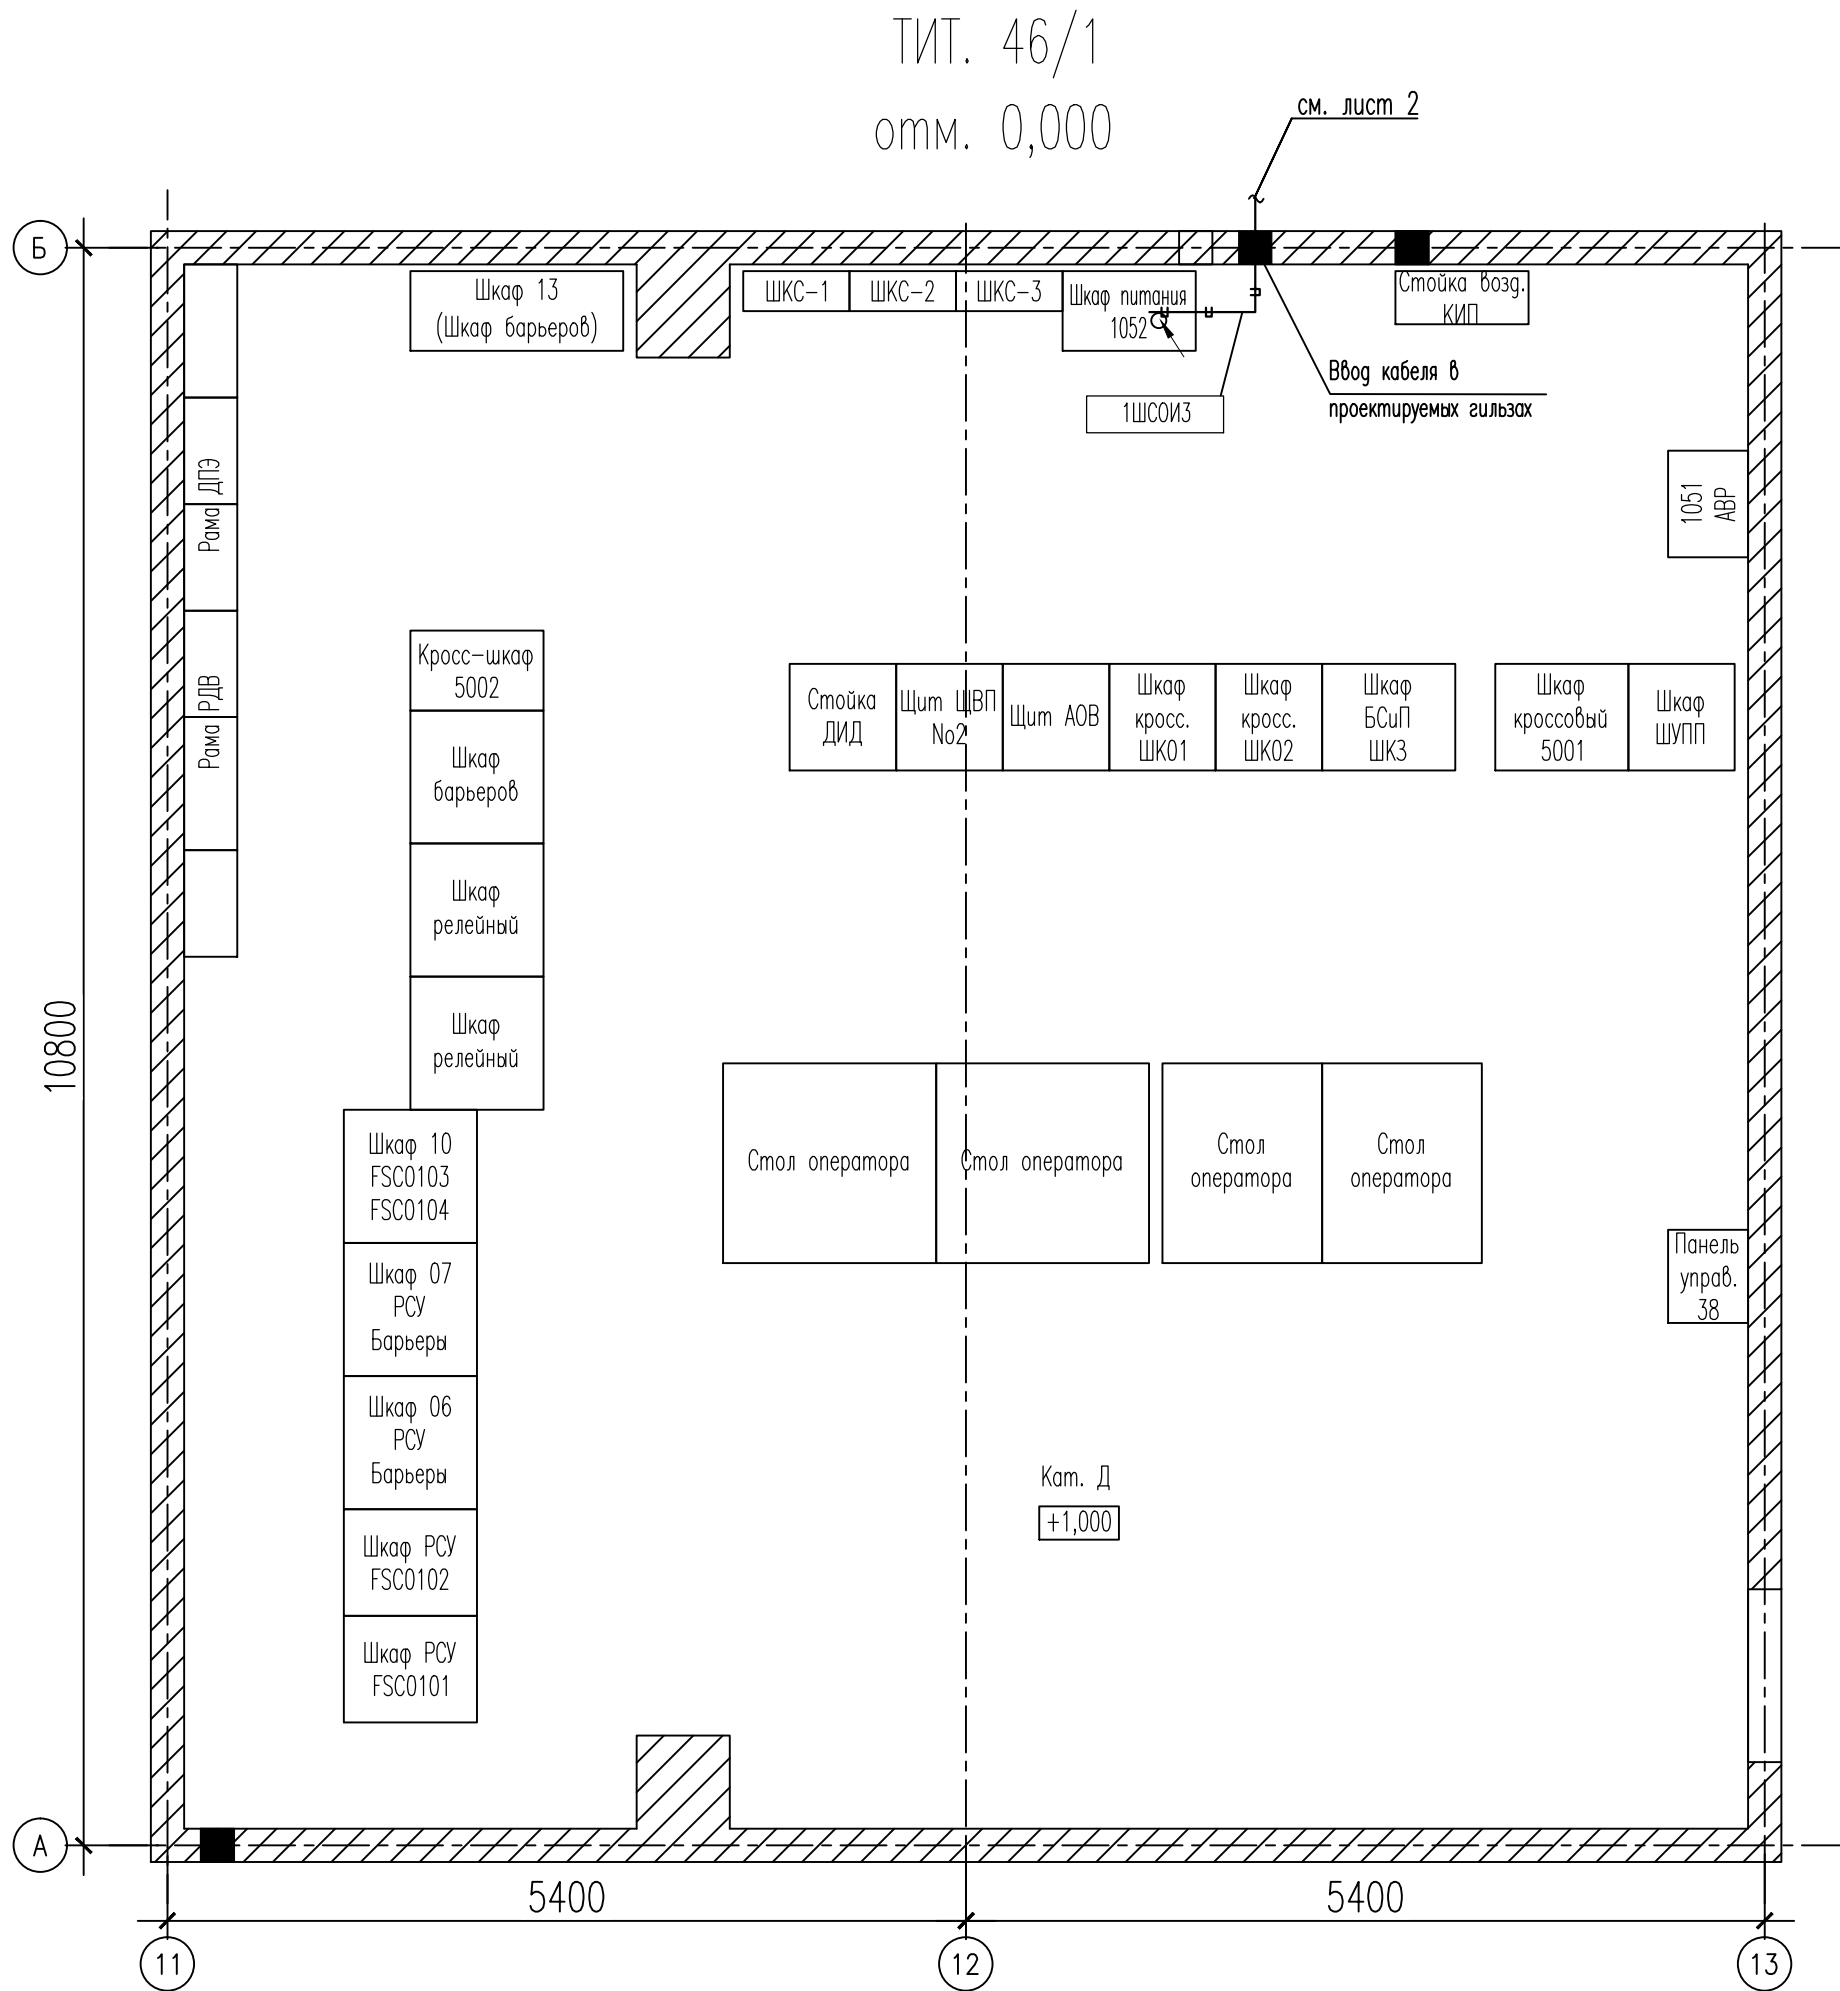 ТИТ. 46/1
отм. 0,000
см. лист 2
Б
Шкаф 13
(Шкаф барьеров)
ШКС-1
ШКС-2
ШКС-3
Шкаф питания
1052
Стойка возд.
КИП
Ввод кабеля в
проектируемых гильзах
1ШСОИ3
Рама ДПЭ
1051
АВР
Рама РДВ
Кросс-шкаф
5002
Шкаф
барьеров
Шкаф
релейный
Шкаф
релейный
Стойка
ДИД
Щит ЩВП
No2
Щит АОВ
Шкаф
кросс.
ШК01
Шкаф
кросс.
ШК02
Шкаф
БСиП
ШК3
Шкаф
кроссовый
5001
Шкаф
ШУПП
10800
Стол оператора
Стол оператора
Стол
оператора
Стол
оператора
Шкаф 10
FSC0103
FSC0104
Шкаф 07
РСУ
Барьеры
Шкаф 06
РСУ
Барьеры
Шкаф РСУ
FSC0102
Шкаф РСУ
FSC0101
Панель
управ.
38
Кат. Д
+1,000
А
5400
5400
11
12
13